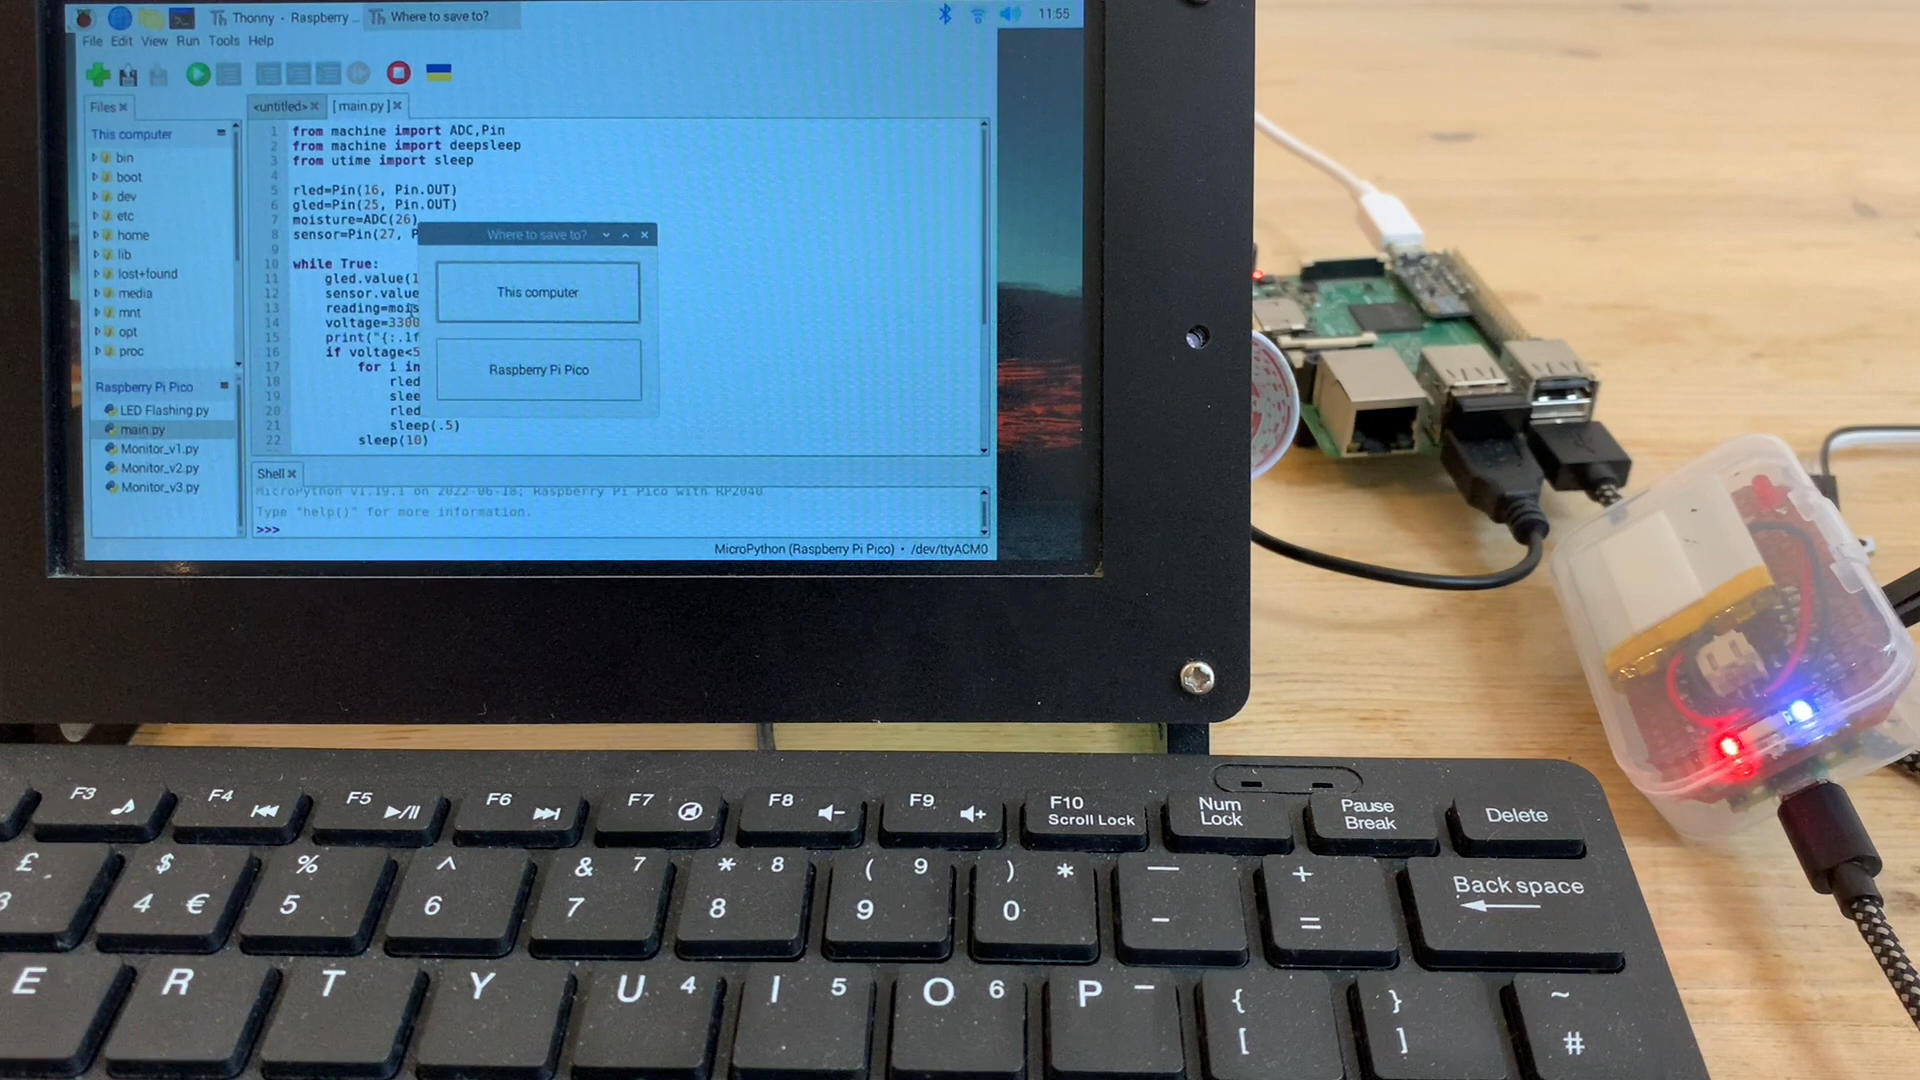 Thonny - Raspberry ...
Where to save to?
11:55
File Edit View Run Tools Help
Files
<untitled>
[ main.py ]
This computer
bin
boot
dev
etc
home
lib
lost+found
media
mnt
opt
proc
Raspberry Pi Pico
LED Flashing.py
main.py
Monitor_v1.py
Monitor_v2.py
Monitor_v3.py
1 from machine import ADC,Pin
2 from machine import deepsleep
3 from utime import sleep
4
5 rled=Pin(16, Pin.OUT)
6 gled=Pin(25, Pin.OUT)
7 moisture=ADC(26)
8 sensor=Pin(27, P
9
10 while True:
11 gled.value(1
12 sensor.value
13 reading=mois
14 voltage=3300
15 print("{:.1f
16 if voltage<5
17 for i in
18 rled
19 slee
20 rled
21 sleep(.5)
22 sleep(10)
Where to save to?
This computer
Raspberry Pi Pico
Shell
MicroPython v1.19.1 on 2022-06-18; Raspberry Pi Pico with RP2040
Type "help()" for more information.
>>>
MicroPython (Raspberry Pi Pico) • /dev/ttyACM0
F3 F4 F5 F6 F7 F8 F9 F10 Scroll Lock Num Lock Pause Break Delete
£ 3 $ 4 € % 5 ^ 6 & 7 7 * 8 8 ( 9 9 ) 0 * — - + = Back space
E R T Y U 4 I 5 O 6 P - { [ } ] ~ #